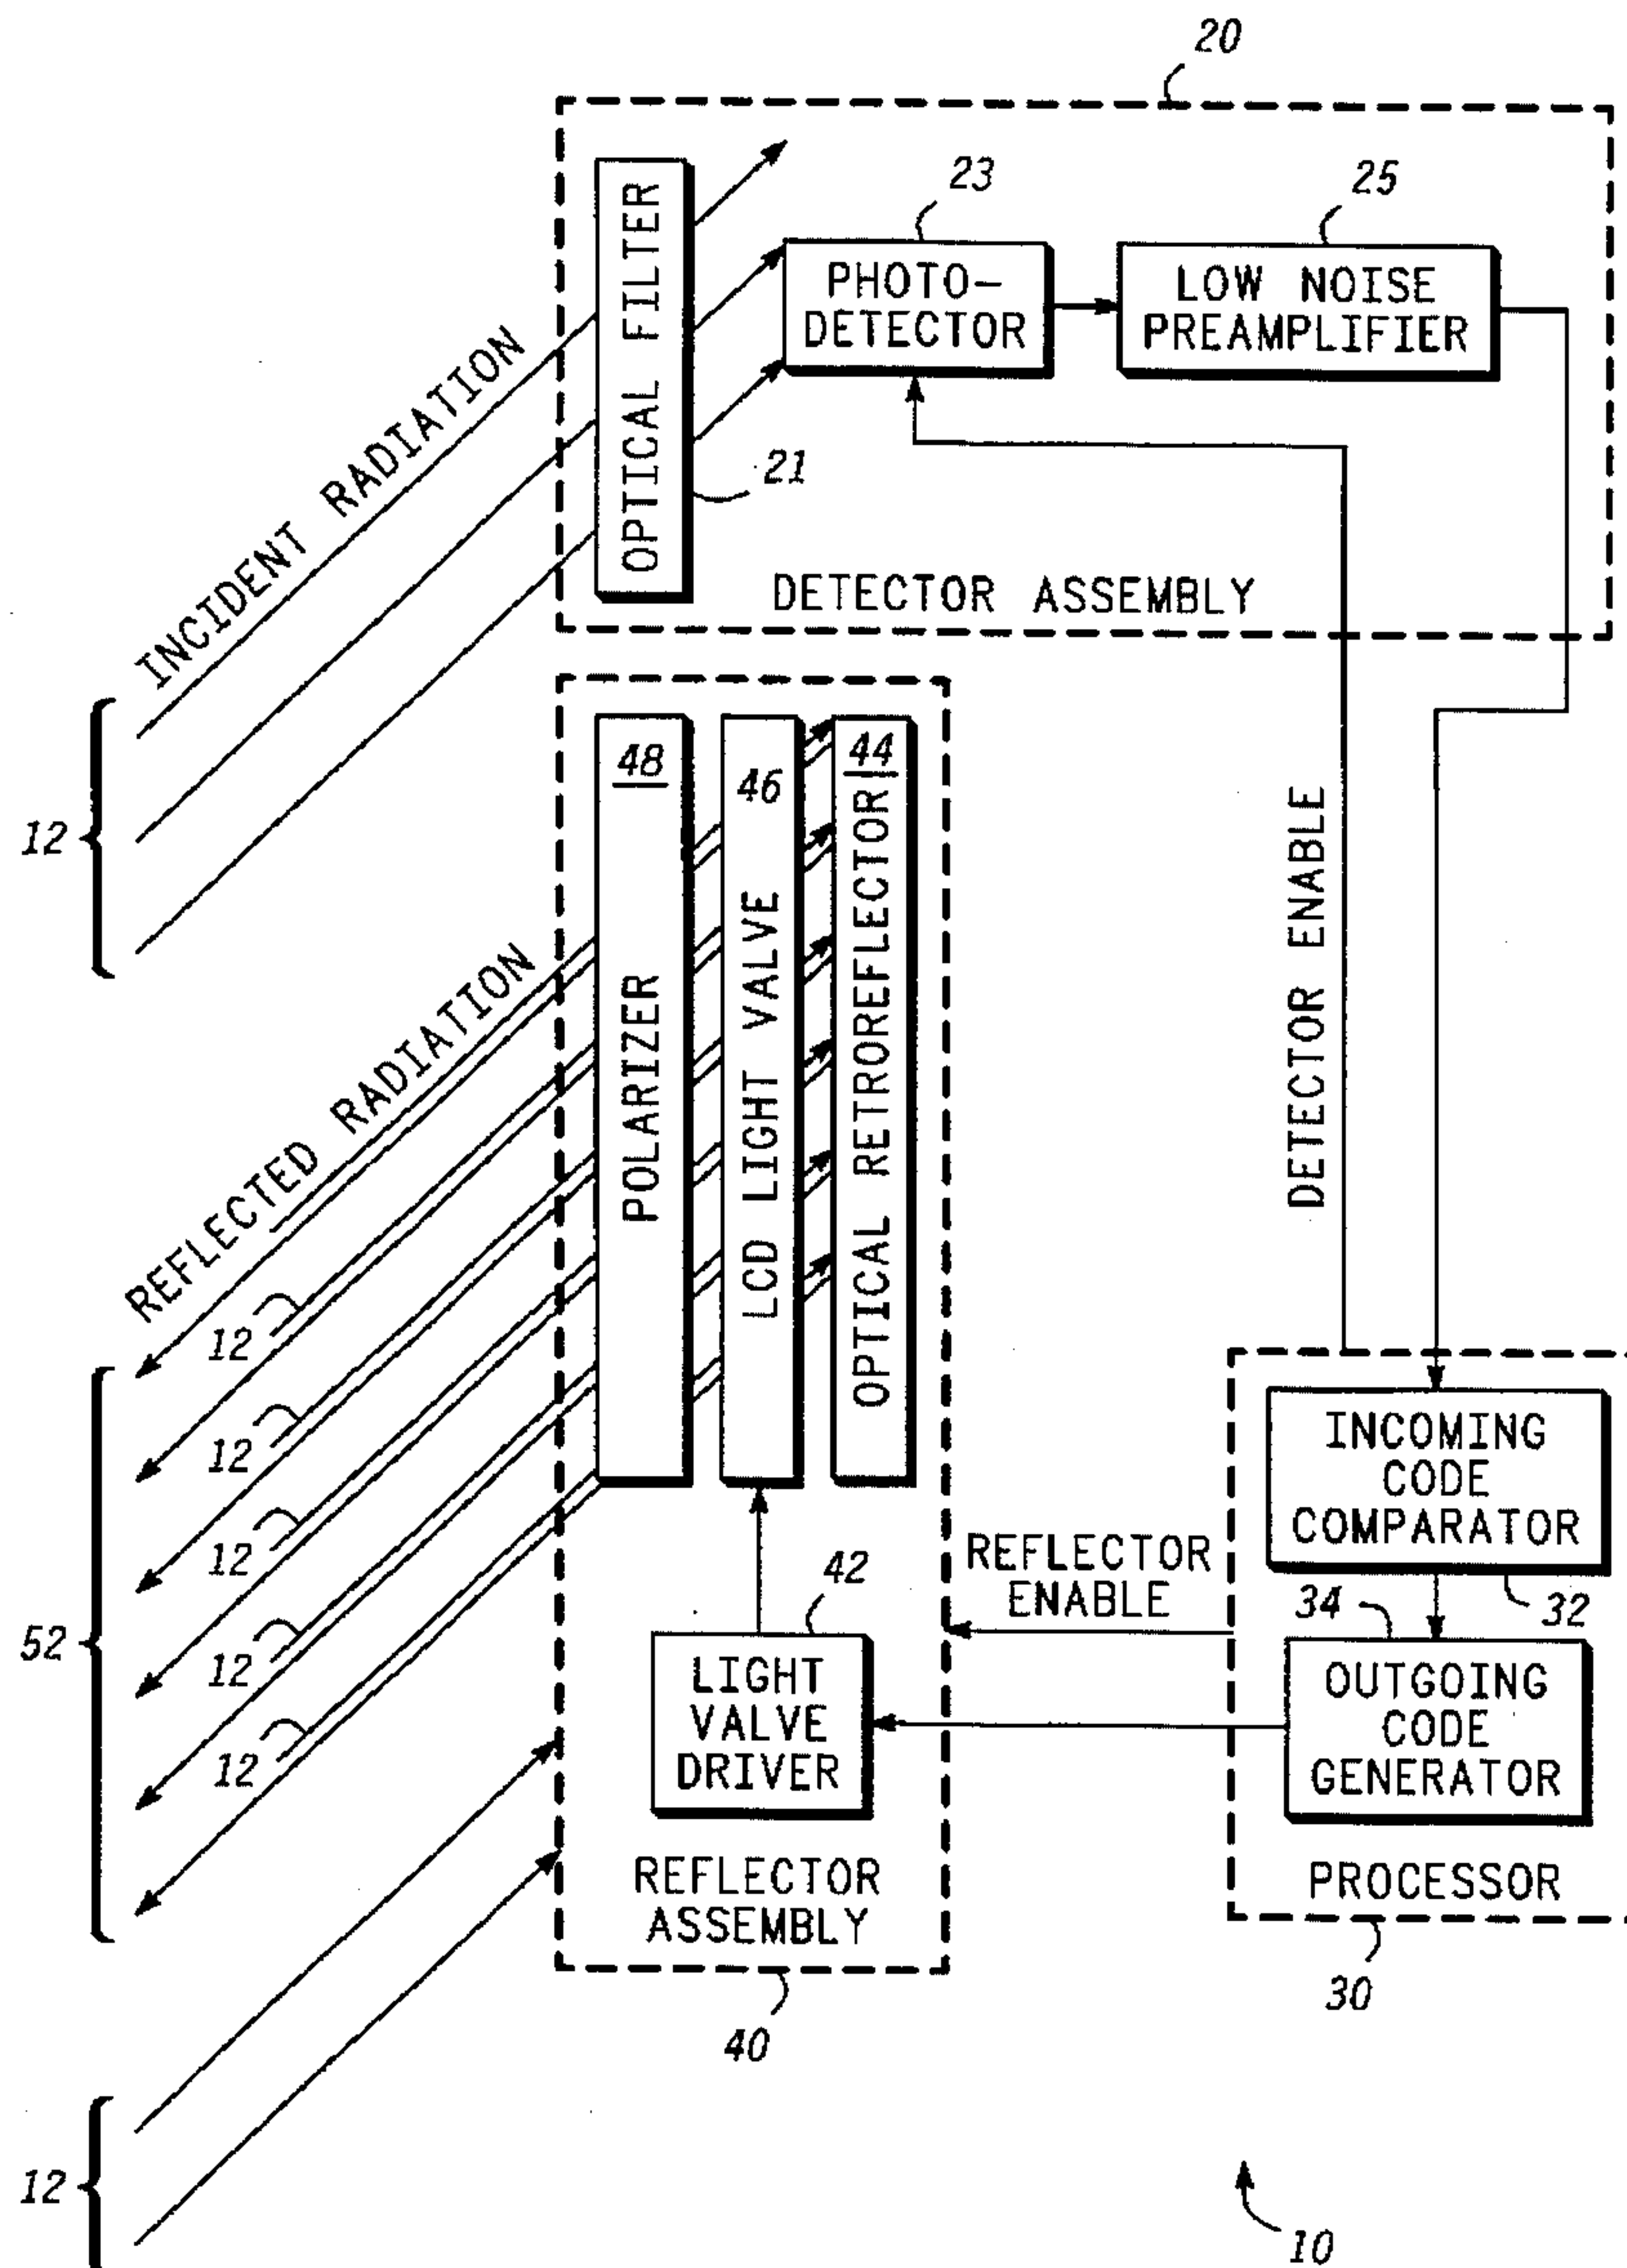 20
23
25
OPTICAL FILTER
PHOTO-
DETECTOR
LOW NOISE
PREAMPLIFIER
21
INCIDENT RADIATION
DETECTOR ASSEMBLY
12
48
46
44
POLARIZER
LCD LIGHT VALVE
OPTICAL RETROREFLECTOR
DETECTOR ENABLE
REFLECTED RADIATION
12
12
12
12
12
52
INCOMING
CODE
COMPARATOR
32
REFLECTOR
ENABLE
34
42
LIGHT
VALVE
DRIVER
OUTGOING
CODE
GENERATOR
REFLECTOR
ASSEMBLY
PROCESSOR
40
30
12
10